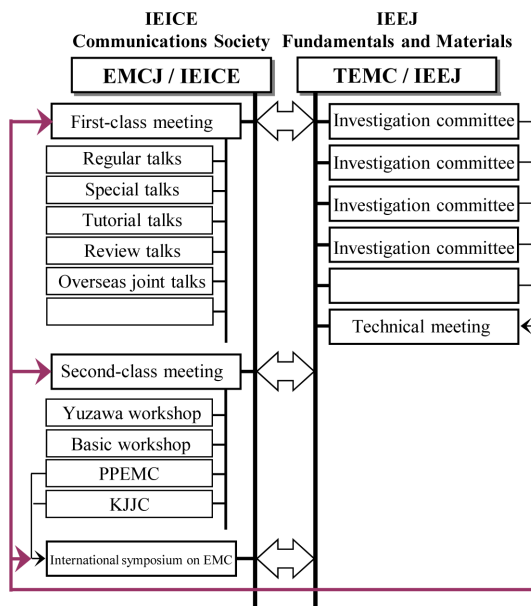 IEICE
Communications Society
EMCJ / IEICE
First-class meeting
Regular talks
Special talks
Tutorial talks
Review talks
Overseas joint talks
Second-class meeting
Yuzawa workshop
Basic workshop
PPEMC
KJJC
International symposium on EMC
IEEJ
Fundamentals and Materials
TEMC / IEEJ
Investigation committee
Investigation committee
Investigation committee
Investigation committee
Technical meeting